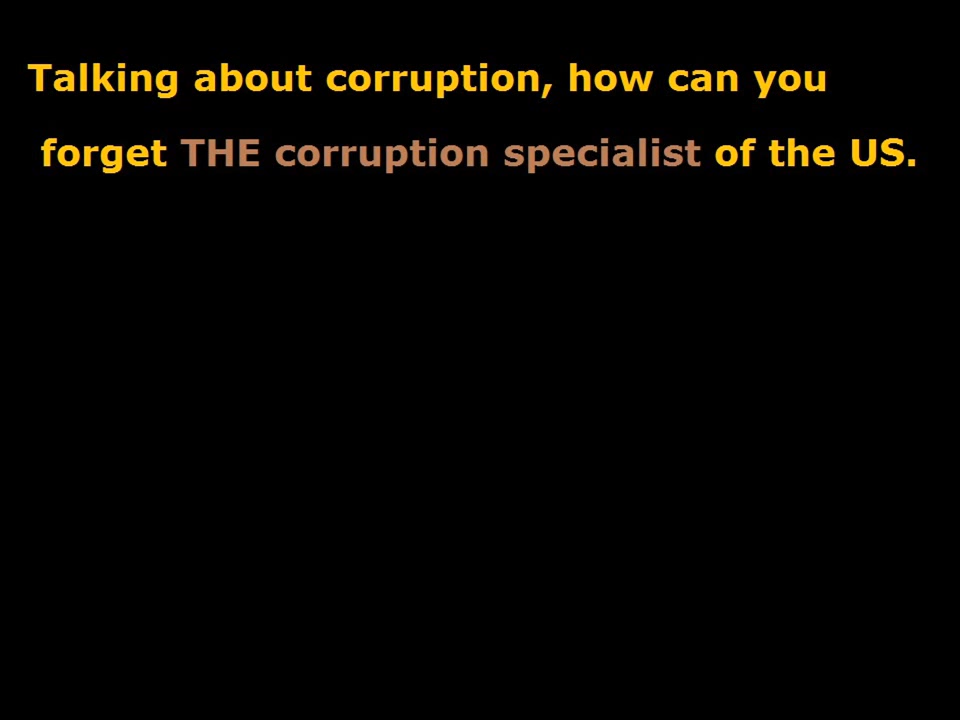 Talking about corruption, how can you
forget THE corruption specialist of the US.